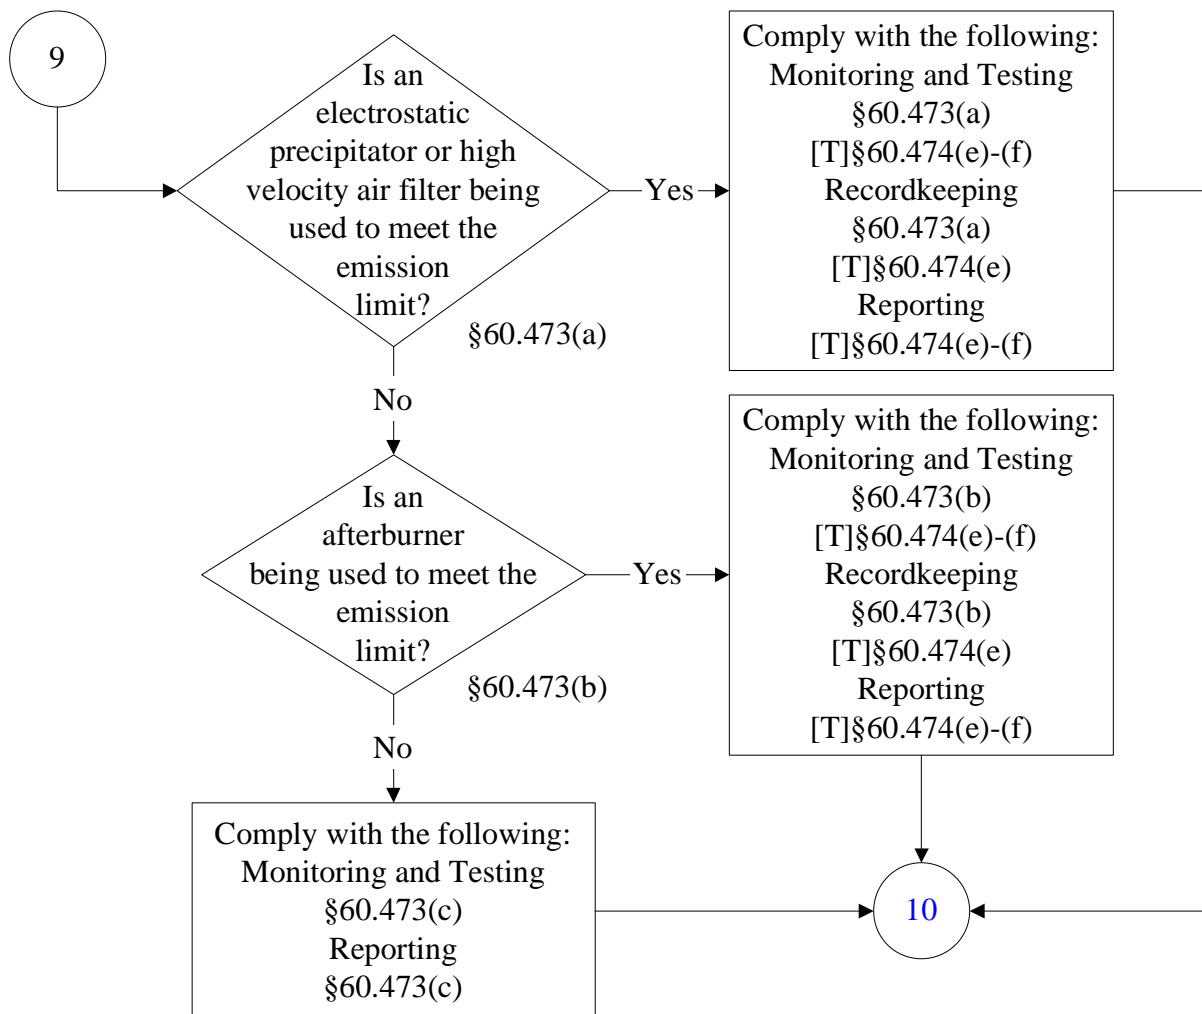 9
Is an
electrostatic
precipitator or high
velocity air filter being
used to meet the
emission
limit?
§60.473(a)
Yes
Comply with the following:
Monitoring and Testing
§60.473(a)
[T]§60.474(e)-(f)
Recordkeeping
§60.473(a)
[T]§60.474(e)
Reporting
[T]§60.474(e)-(f)
No
Is an
afterburner
being used to meet the
emission
limit?
§60.473(b)
Yes
Comply with the following:
Monitoring and Testing
§60.473(b)
[T]§60.474(e)-(f)
Recordkeeping
§60.473(b)
[T]§60.474(e)
Reporting
[T]§60.474(e)-(f)
No
Comply with the following:
Monitoring and Testing
§60.473(c)
Reporting
§60.473(c)
10